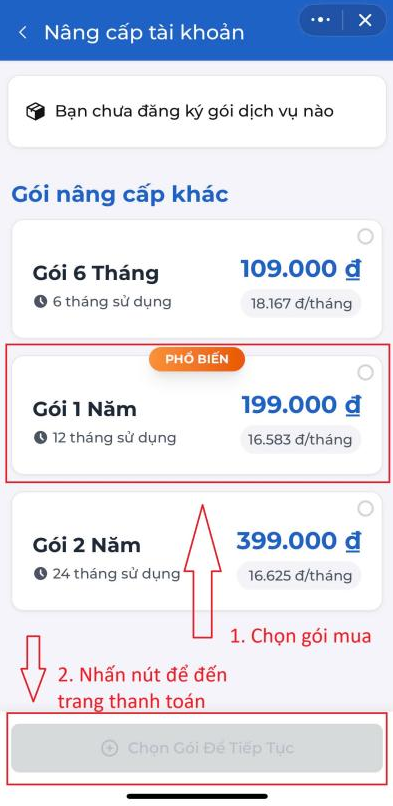 Nâng cấp tài khoản
Bạn chưa đăng ký gói dịch vụ nào
Gói nâng cấp khác
Gói 6 Tháng
109.000 ₫
6 tháng sử dụng
18.167 đ/tháng
PHỔ BIẾN
Gói 1 Năm
199.000 ₫
12 tháng sử dụng
16.583 đ/tháng
Gói 2 Năm
399.000 ₫
24 tháng sử dụng
16.625 đ/tháng
1. Chọn gói mua
2. Nhấn nút để đến
trang thanh toán
Chọn Gói Để Tiếp Tục